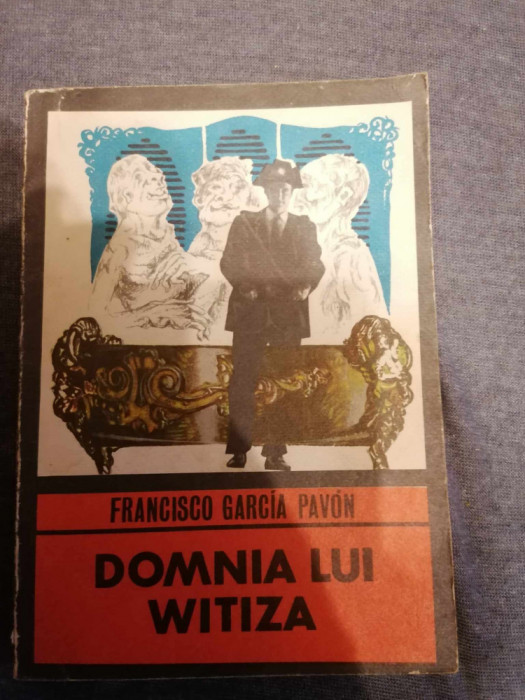 FRANCISCO GARCÍA PAVÓN
DOMNIA LUI
WITIZA